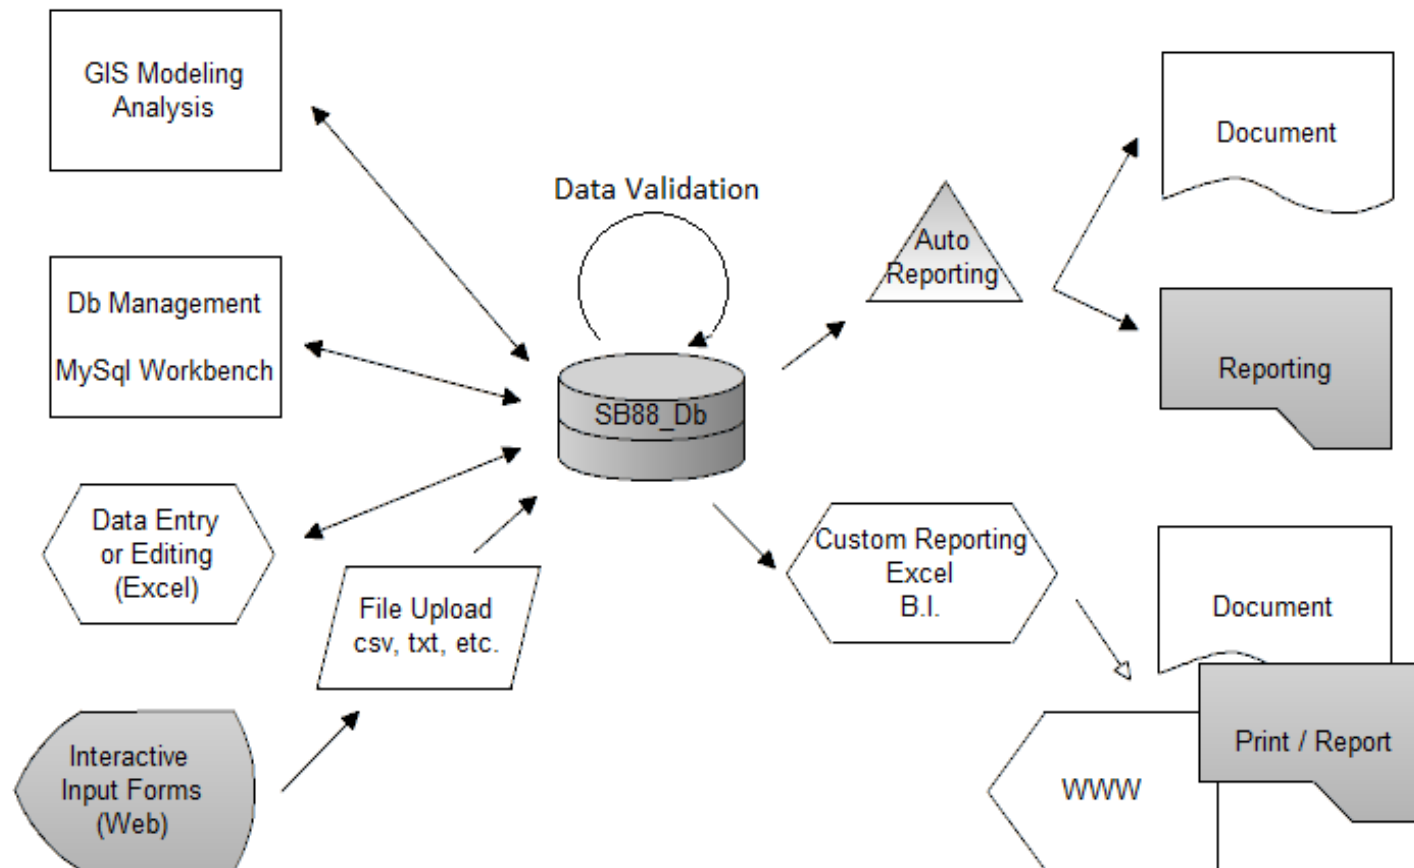 GIS Modeling
Analysis
Db Management
MySql Workbench
Data Entry
or Editing
(Excel)
File Upload
csv, txt, etc.
Interactive
Input Forms
(Web)
Data Validation
SB88_Db
Auto
Reporting
Custom Reporting
Excel
B.I.
Document
Reporting
Document
Print / Report
WWW